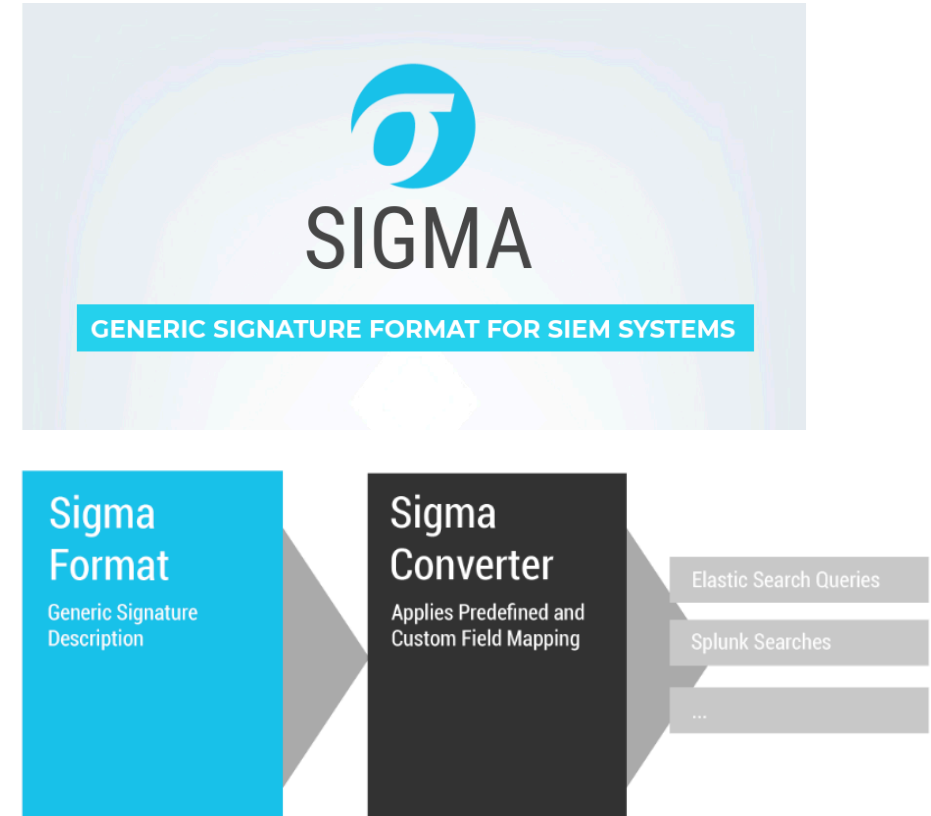 σ
SIGMA
GENERIC SIGNATURE FORMAT FOR SIEM SYSTEMS
Sigma
Format
Generic Signature
Description
Sigma
Converter
Applies Predefined and
Custom Field Mapping
Elastic Search Queries
Splunk Searches
...